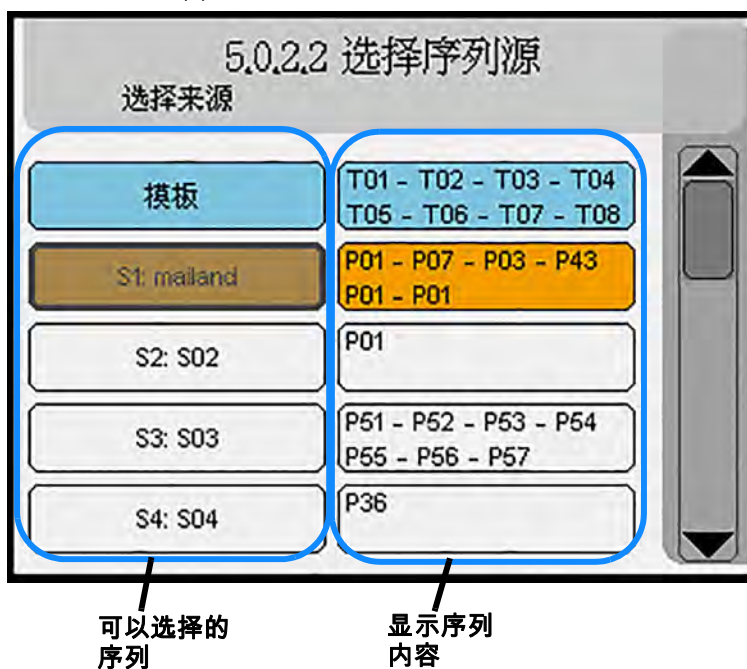 5.0.2.2 选择序列源
选择来源
模板
T01 - T02 - T03 - T04
T05 - T06 - T07 - T08
S1: mailand
P01 - P07 - P03 - P43
P01 - P01
S2: S02
P01
S3: S03
P51 - P52 - P53 - P54
P55 - P56 - P57
S4: S04
P36
可以选择的
序列
显示序列
内容